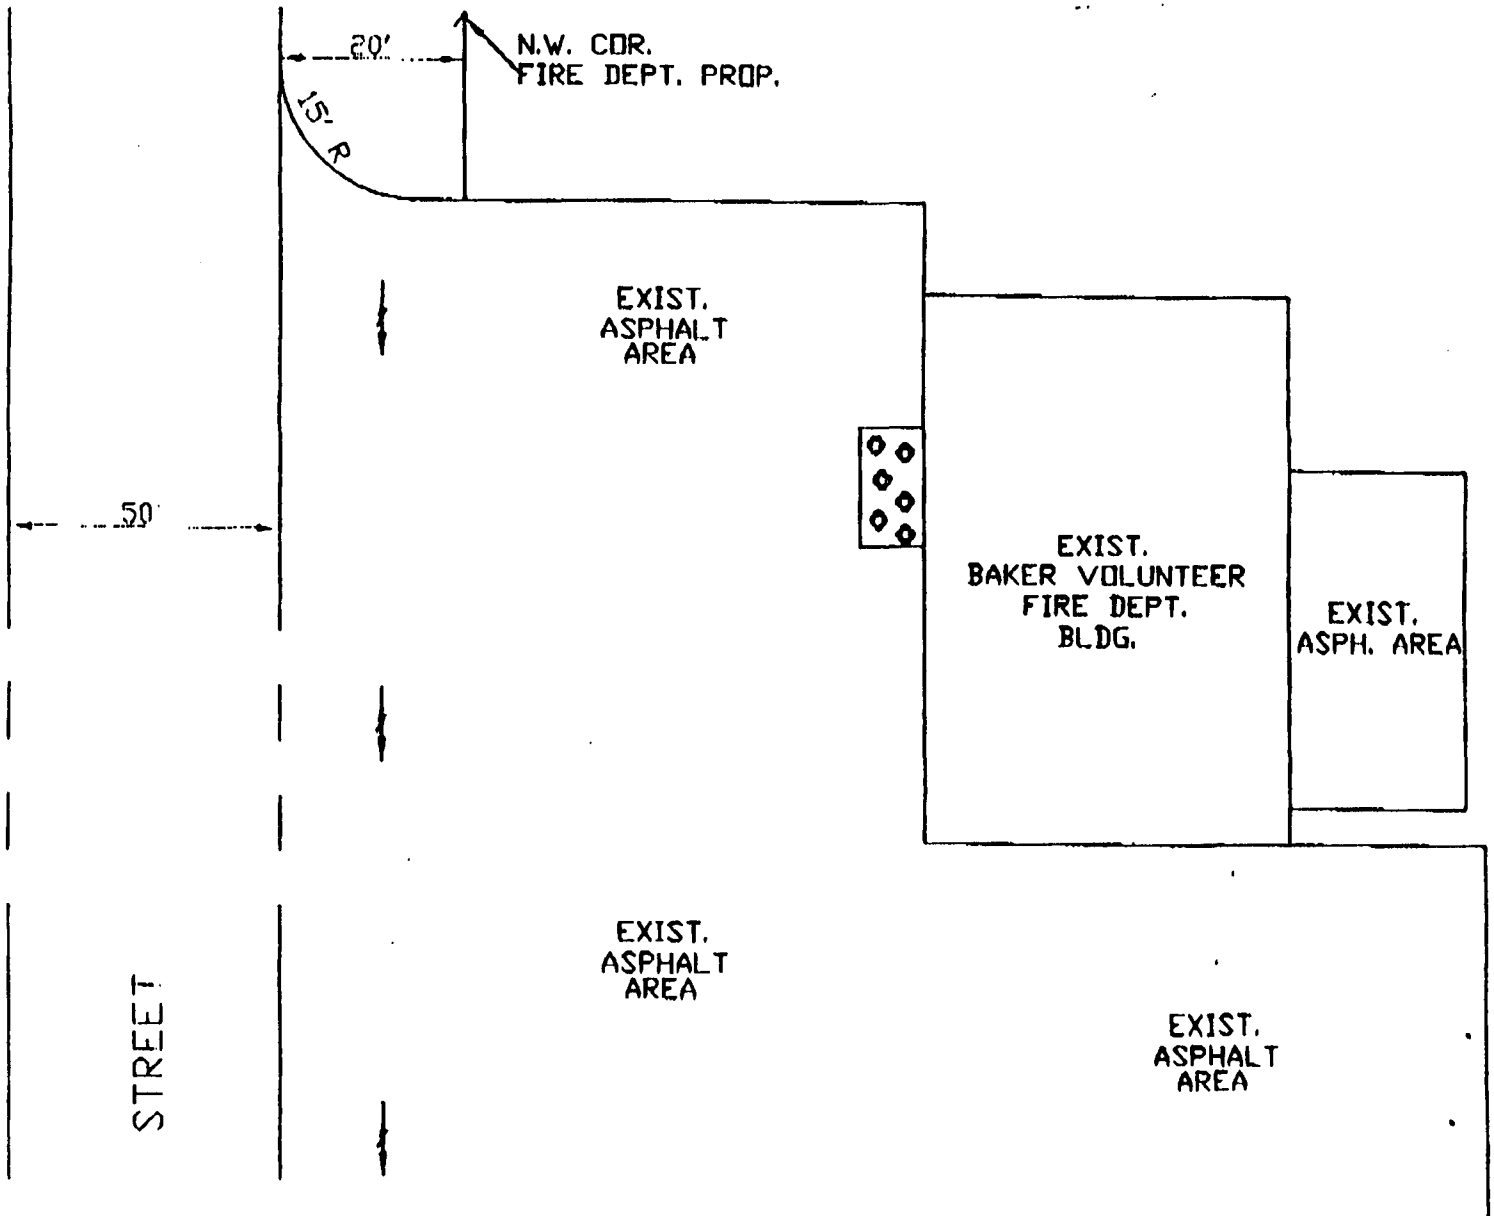 20'
N.W. COR.
FIRE DEPT. PROP.
15' R
EXIST.
ASPHALT
AREA
50'
EXIST.
BAKER VOLUNTEER
FIRE DEPT.
BLDG.
EXIST.
ASPH. AREA
EXIST.
ASPHALT
AREA
STREET
EXIST.
ASPHALT
AREA